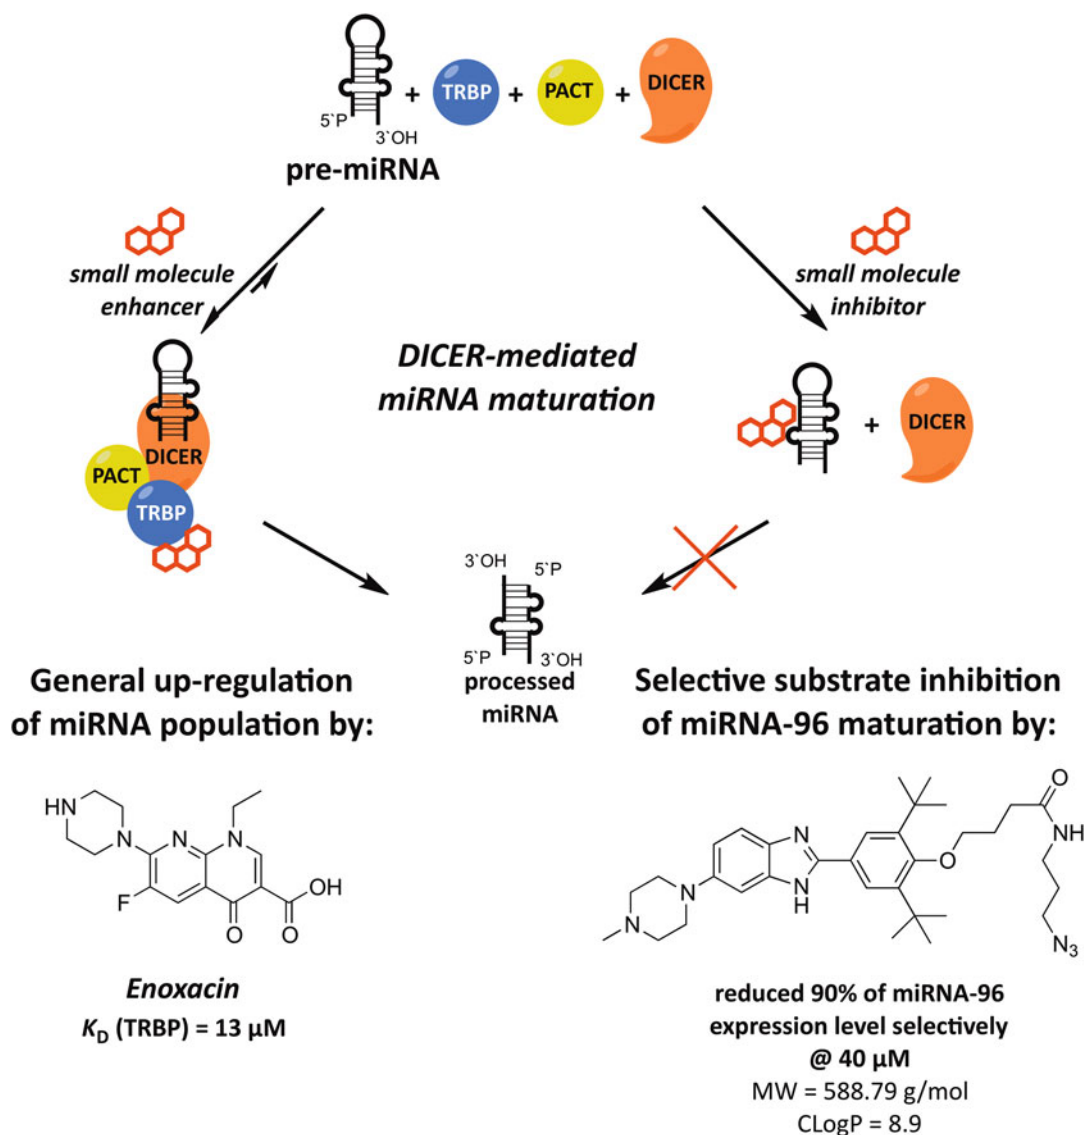 TRBP
PACT
DICER
+
+
+
5`P
3`OH
pre-miRNA
small molecule
enhancer
small molecule
inhibitor
DICER-mediated
miRNA maturation
DICER
PACT
TRBP
+
DICER
3`OH
5`P
5`P
3`OH
processed
miRNA
General up-regulation
of miRNA population by:
Selective substrate inhibition
of miRNA-96 maturation by:
HN
N
N
N
F
O
O
OH
Enoxacin
K_D (TRBP) = 13 µM
N
N
N
N
H
O
O
NH
N3
reduced 90% of miRNA-96
expression level selectively
@ 40 µM
MW = 588.79 g/mol
CLogP = 8.9